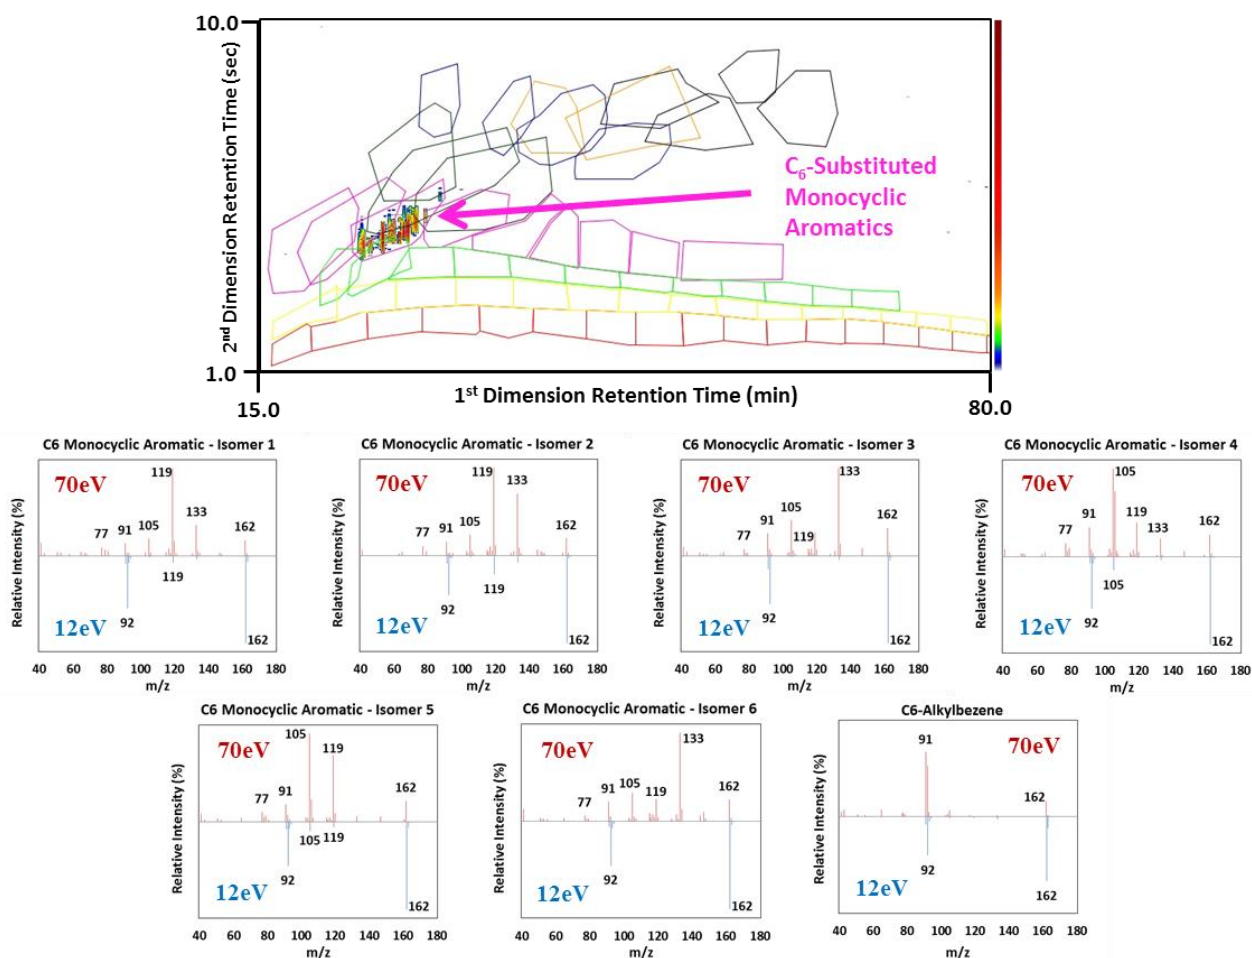 10.0
2nd Dimension Retention Time (sec)
1.0
15.0
1st Dimension Retention Time (min)
80.0
C6-Substituted
Monocyclic
Aromatics
C6 Monocyclic Aromatic - Isomer 1
Relative Intensity (%)
70eV
119
133
77
91
105
162
119
92
12eV
162
40 60 80 100 120 140 160 180
m/z
C6 Monocyclic Aromatic - Isomer 2
Relative Intensity (%)
70eV
119
133
77
91
105
162
119
92
12eV
162
40 60 80 100 120 140 160 180
m/z
C6 Monocyclic Aromatic - Isomer 3
Relative Intensity (%)
70eV
133
105
91
77
119
162
92
12eV
162
40 60 80 100 120 140 160 180
m/z
C6 Monocyclic Aromatic - Isomer 4
Relative Intensity (%)
70eV
105
91
119
77
133
162
105
92
12eV
162
40 60 80 100 120 140 160 180
m/z
C6 Monocyclic Aromatic - Isomer 5
Relative Intensity (%)
70eV
105
119
91
77
162
105
119
92
12eV
162
40 60 80 100 120 140 160 180
m/z
C6 Monocyclic Aromatic - Isomer 6
Relative Intensity (%)
70eV
133
91
105
119
77
162
92
12eV
162
40 60 80 100 120 140 160 180
m/z
C6-Alkylbezene
Relative Intensity (%)
91
70eV
162
92
12eV
162
40 60 80 100 120 140 160 180
m/z